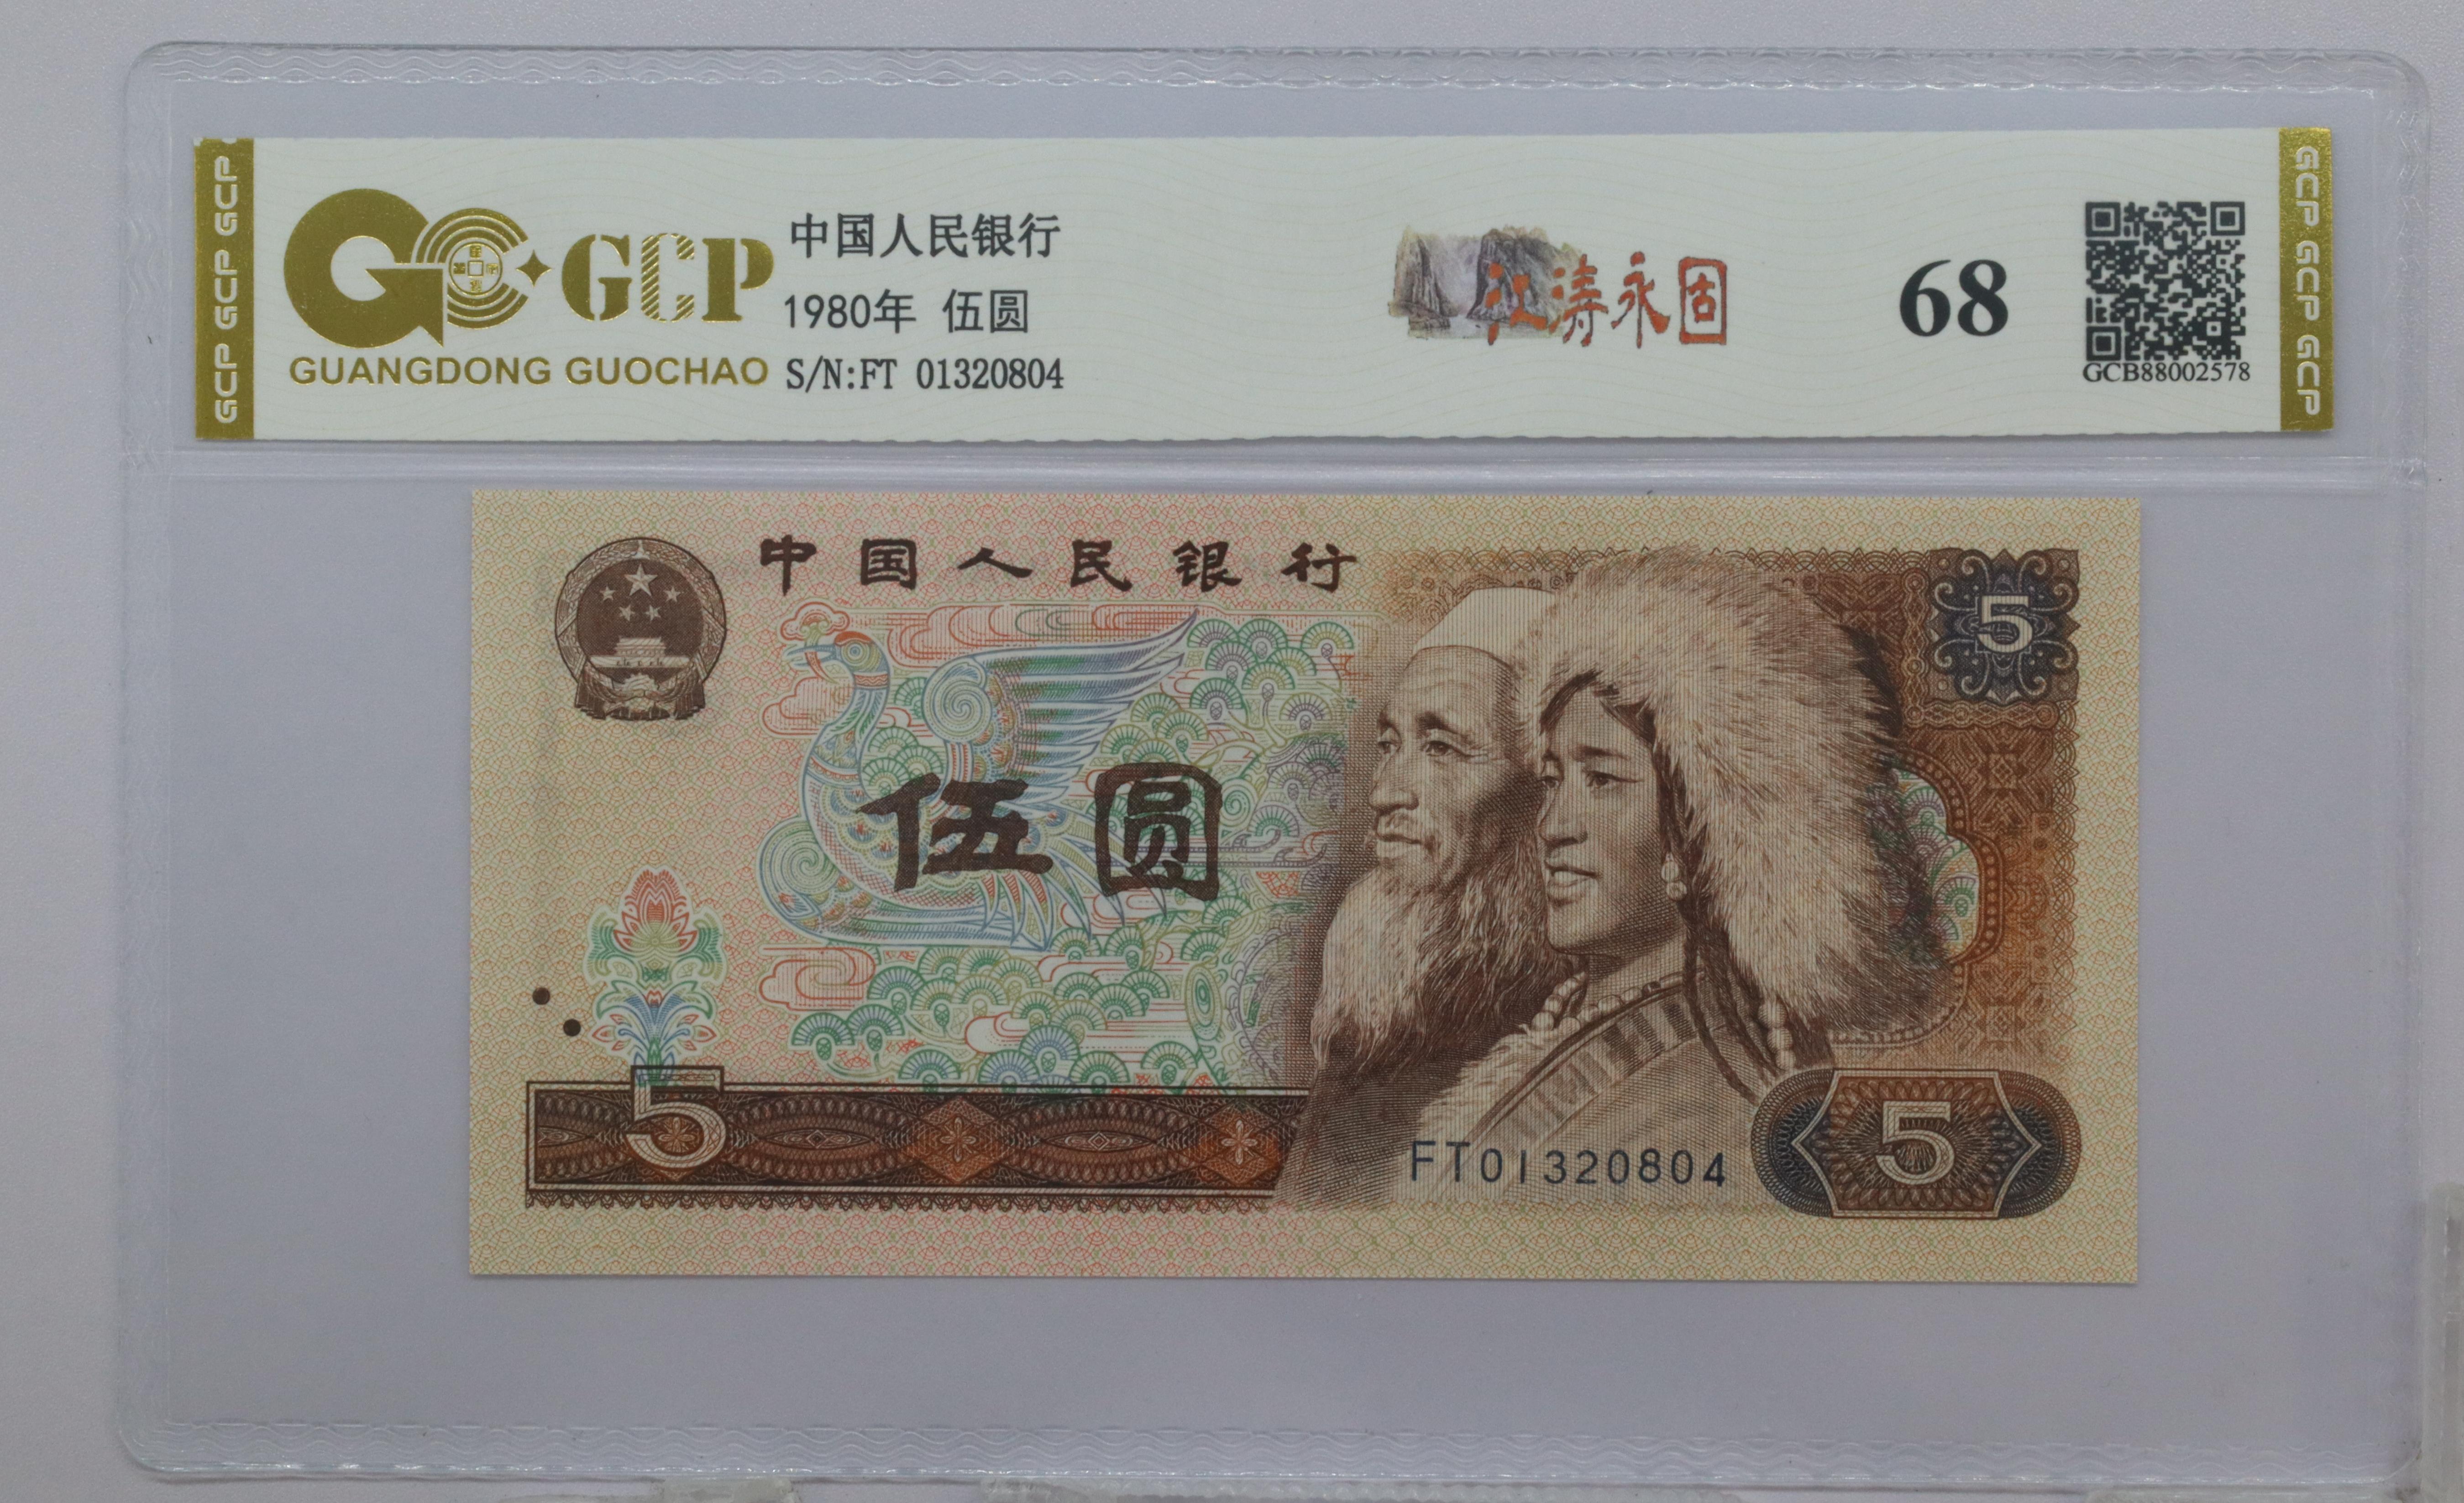 GCP GCP GCP
GCP
GUANGDONG GUOCHAO
中国人民银行
1980年 伍圆
S/N:FT 01320804
江涛永固
68
GCB88002578
GCP GCP GCP
中国人民银行
5
伍圆
5
FT01320804
5